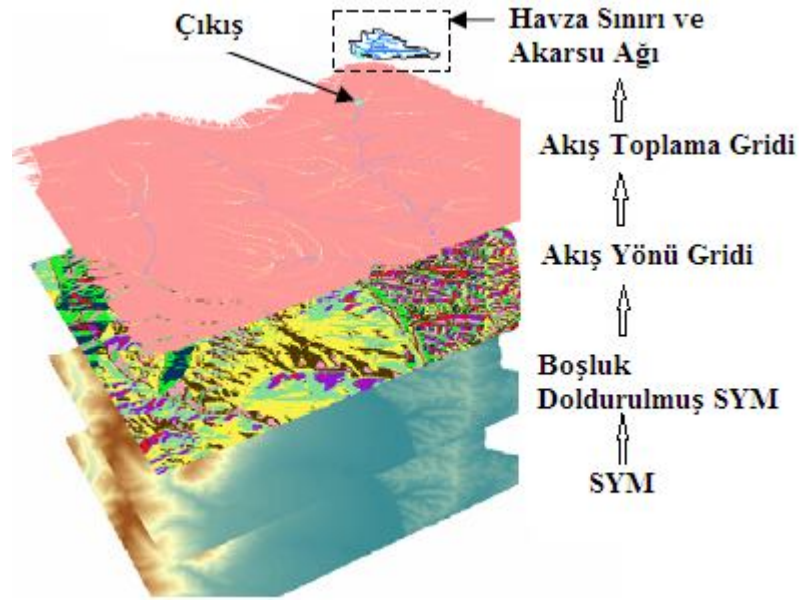 Çıkış
Havza Sınırı ve
Akarsu Ağı
Akış Toplama Gridi
Akış Yönü Gridi
Boşluk
Doldurulmuş SYM
SYM